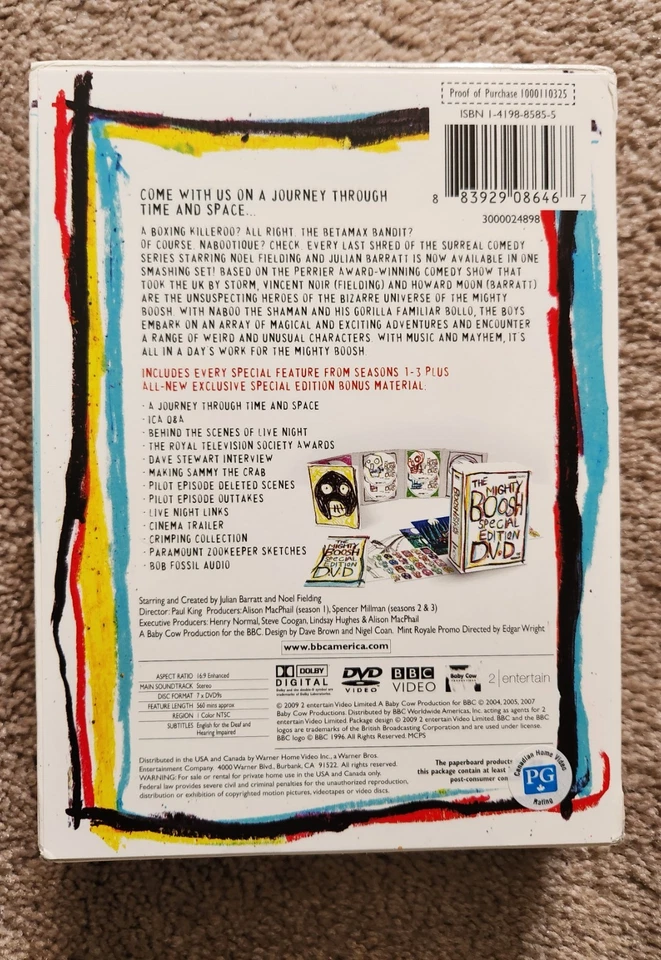 Proof of Purchase 1000110325
ISBN 1-4198-8585-5
8 83929 08646 7
3000024898
COME WITH US ON A JOURNEY THROUGH
TIME AND SPACE...
A BOXING KILLEROO? ALL RIGHT. THE BETAMAX BANDIT?
OF COURSE. NABOOTIQUE? CHECK. EVERY LAST SHRED OF THE SURREAL COMEDY
SERIES STARRING NOEL FIELDING AND JULIAN BARRATT IS NOW AVAILABLE IN ONE
SMASHING SET! BASED ON THE PERRIER AWARD-WINNING COMEDY SHOW THAT
TOOK THE UK BY STORM, VINCENT NOIR (FIELDING) AND HOWARD MOON (BARRATT)
ARE THE UNSUSPECTING HEROES OF THE BIZARRE UNIVERSE OF THE MIGHTY
BOOSH. WITH NABOO THE SHAMAN AND HIS GORILLA FAMILIAR BOLLO, THE BOYS
EMBARK ON AN ARRAY OF MAGICAL AND EXCITING ADVENTURES AND ENCOUNTER
A RANGE OF WEIRD AND UNUSUAL CHARACTERS. WITH MUSIC AND MAYHEM, IT'S
ALL IN A DAY'S WORK FOR THE MIGHTY BOOSH.
INCLUDES EVERY SPECIAL FEATURE FROM SEASONS 1-3 PLUS
ALL-NEW EXCLUSIVE SPECIAL EDITION BONUS MATERIAL:
· A JOURNEY THROUGH TIME AND SPACE
· ICA Q&A
· BEHIND THE SCENES OF LIVE NIGHT
· THE ROYAL TELEVISION SOCIETY AWARDS
· DAVE STEWART INTERVIEW
· MAKING SAMMY THE CRAB
· PILOT EPISODE DELETED SCENES
· PILOT EPISODE OUTTAKES
· LIVE NIGHT LINKS
· CINEMA TRAILER
· CRIMPING COLLECTION
· PARAMOUNT ZOOKEEPER SKETCHES
· BOB FOSSIL AUDIO
THE
MIGHTY
BOOSH
SPECIAL
EDITION
DVD
MIGHTY
BOOSH
SPECIAL
EDITION
DVD
Starring and Created by Julian Barratt and Noel Fielding
Director: Paul King Producers: Alison MacPhail (season 1), Spencer Millman (seasons 2 & 3)
Executive Producers: Henry Normal, Steve Coogan, Lindsay Hughes & Alison MacPhail
A Baby Cow Production for the BBC. Design by Dave Brown and Nigel Coan. Mint Royale Promo Directed by Edgar Wright
www.bbcamerica.com
ASPECT RATIO 16:9 Enhanced
MAIN SOUNDTRACK Stereo
DISC FORMAT 7 x DVD9s
FEATURE LENGTH 560 mins approx
REGION 1 Color NTSC
SUBTITLES English for the Deaf and
Hearing Impaired
DOLBY
DIGITAL
DVD
VIDEO
BBC
VIDEO
Baby Cow
2 | entertain
© 2009 2 entertain Video Limited. A Baby Cow Production for BBC © 2004, 2005, 2007
Baby Cow Productions. Distributed by BBC Worldwide Americas, Inc. acting as agents for 2
entertain Video Limited. Package design © 2009 2 entertain Video Limited. BBC and the BBC
logos are trademarks of the British Broadcasting Corporation and are used under license.
BBC logo © BBC 1996 All Rights Reserved. MCPS
Distributed in the USA and Canada by Warner Home Video Inc., a Warner Bros.
Entertainment Company. 4000 Warner Blvd., Burbank, CA 91522. All rights reserved.
WARNING: For sale or rental for private home use in the USA and Canada only.
Federal law provides severe civil and criminal penalties for the unauthorized reproduction,
distribution or exhibition of copyrighted motion pictures, videotapes or video discs.
The paperboard product
this package contain at least
post-consumer con
Canadian Home Video
PG
Rating